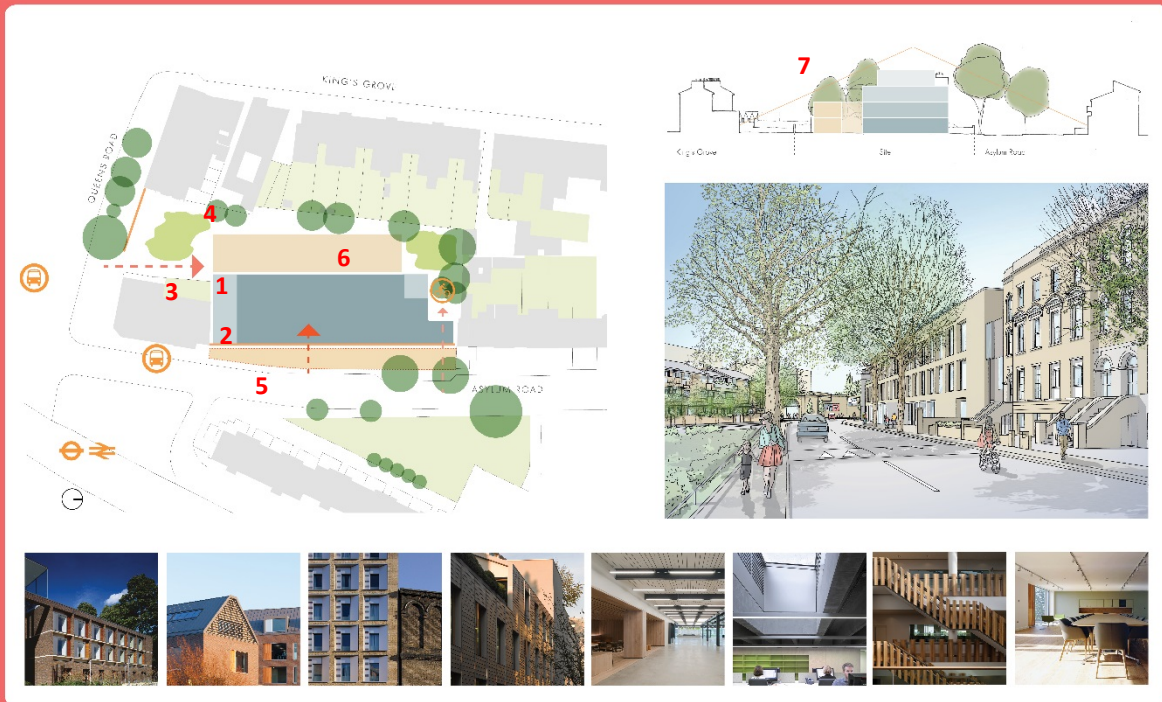 KING'S GROVE
QUEENS ROAD
4
6
1
3
2
5
ASYLUM ROAD
7
King's Grove
Site
Asylum Road